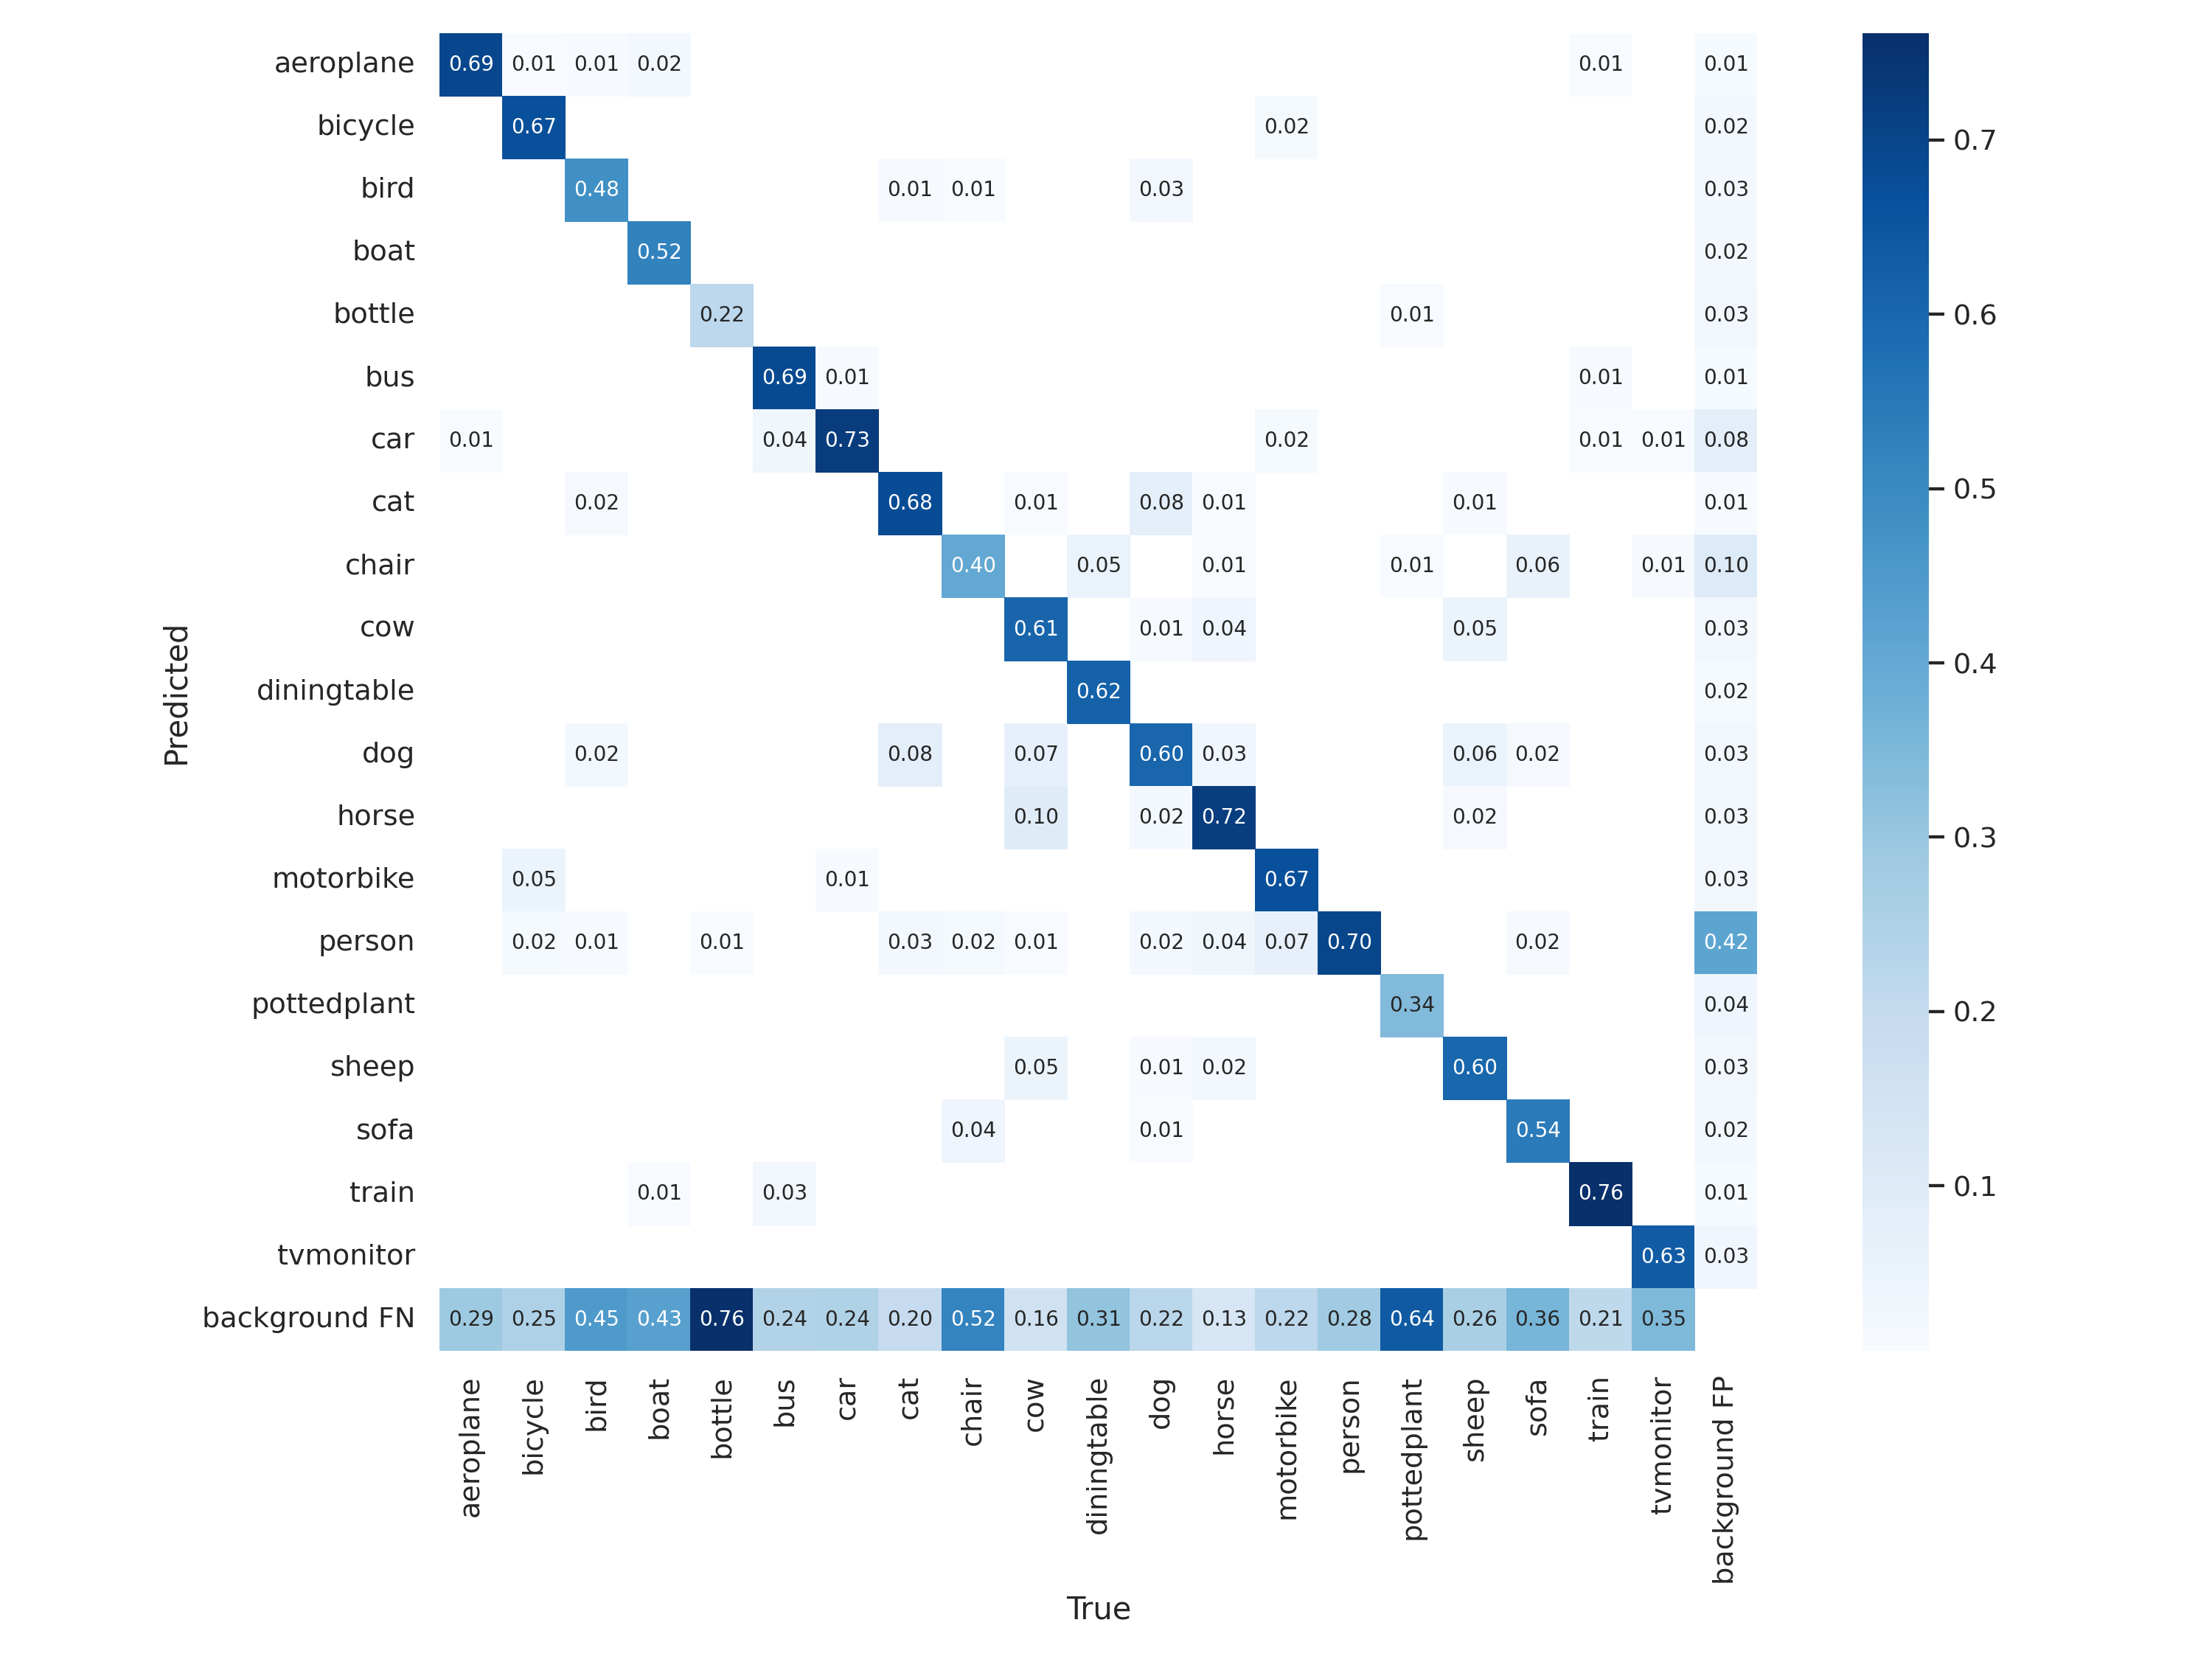 aeroplane 0.69 0.01 0.01 0.02 0.01 0.01
bicycle 0.67 0.02 0.02 0.7
bird 0.48 0.01 0.01 0.03 0.03
boat 0.52 0.02
bottle 0.22 0.01 0.03 0.6
bus 0.69 0.01 0.01 0.01
car 0.01 0.04 0.73 0.02 0.01 0.01 0.08
cat 0.02 0.68 0.01 0.08 0.01 0.01 0.01 0.5
chair 0.40 0.05 0.01 0.01 0.06 0.01 0.10
cow 0.61 0.01 0.04 0.05 0.03
Predicted
diningtable 0.62 0.02 0.4
dog 0.02 0.08 0.07 0.60 0.03 0.06 0.02 0.03
horse 0.10 0.02 0.72 0.02 0.03 0.3
motorbike 0.05 0.01 0.67 0.03
person 0.02 0.01 0.01 0.03 0.02 0.01 0.02 0.04 0.07 0.70 0.02 0.42
pottedplant 0.34 0.04 0.2
sheep 0.05 0.01 0.02 0.60 0.03
sofa 0.04 0.01 0.54 0.02
train 0.01 0.03 0.76 0.01 0.1
tvmonitor 0.63 0.03
background FN 0.29 0.25 0.45 0.43 0.76 0.24 0.24 0.20 0.52 0.16 0.31 0.22 0.13 0.22 0.28 0.64 0.26 0.36 0.21 0.35
aeroplane bicycle bird boat bottle bus car cat chair cow diningtable dog horse motorbike person pottedplant sheep sofa train tvmonitor background FP
True